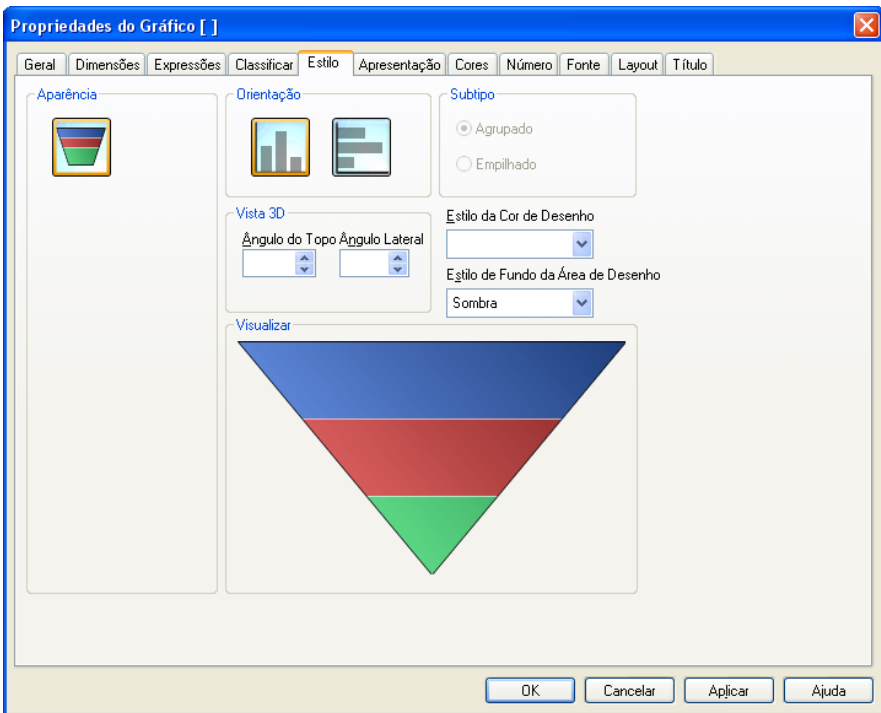 Propriedades do Gráfico [ ]
Geral Dimensões Expressões Classificar Estilo Apresentação Cores Número Fonte Layout Título
Aparência
Orientação
Subtipo
Agrupado
Empilhado
Vista 3D
Ângulo do Topo Ângulo Lateral
Estilo da Cor de Desenho
Estilo de Fundo da Área de Desenho
Sombra
Visualizar
OK Cancelar Aplicar Ajuda